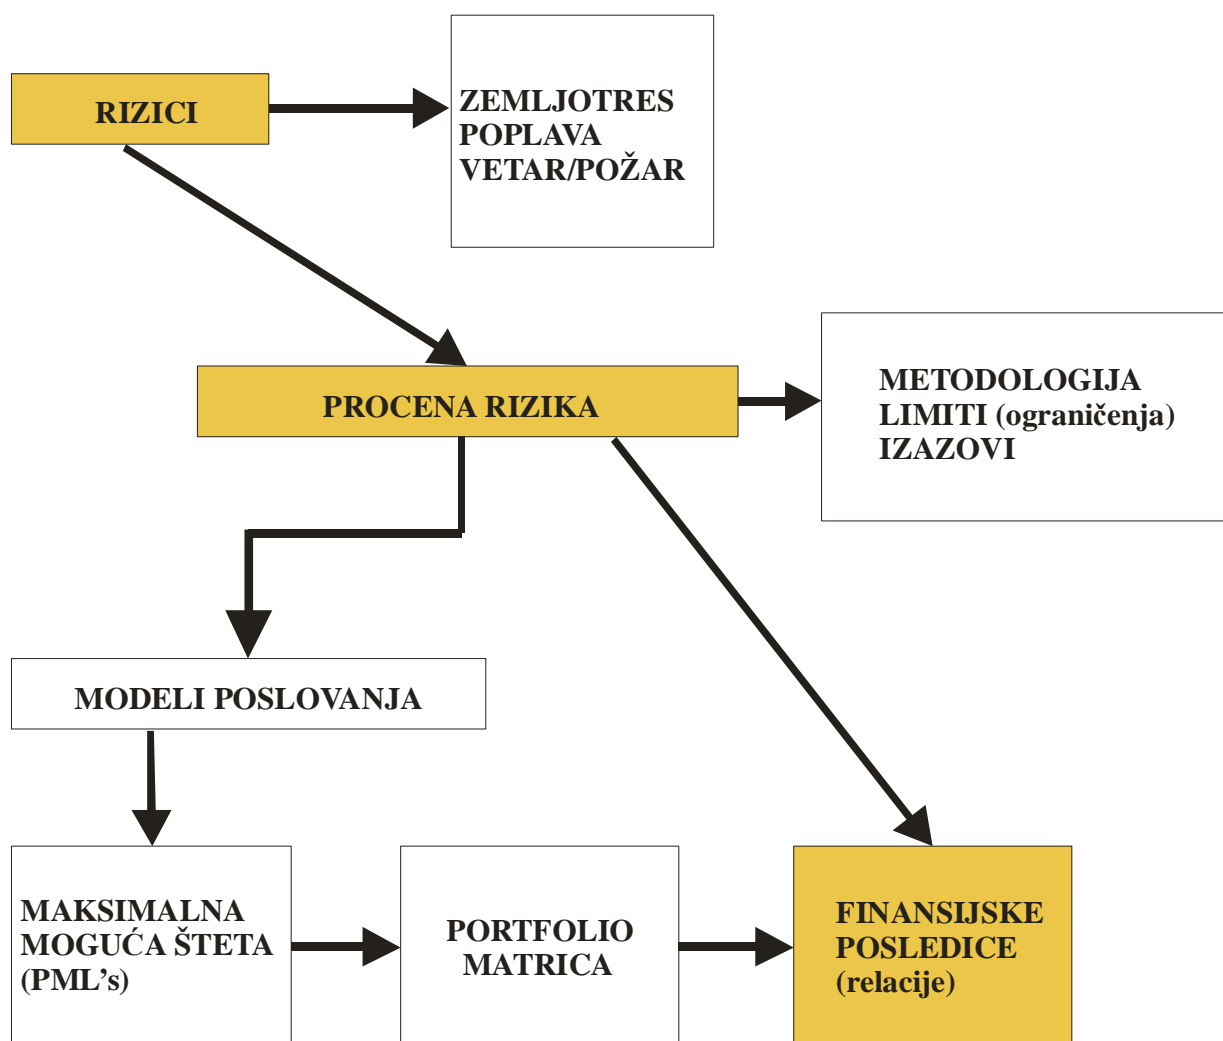 RIZICI
ZEMLJOTRES
POPLAVA
VETAR/POŽAR
PROCENA RIZIKA
METODOLOGIJA
LIMITI (ograničenja)
IZAZOVI
MODELI POSLOVANJA
MAKSIMALNA
MOGUĆA ŠTETA
(PML’s)
PORTFOLIO
MATRICA
FINANSIJSKE
POSLEDICE
(relacije)